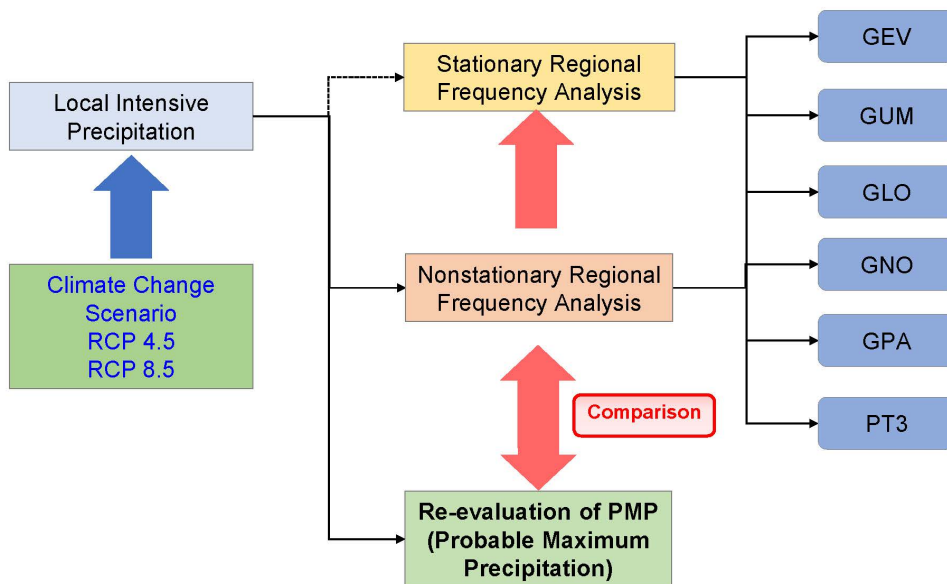 Local Intensive
Precipitation
Climate Change
Scenario
RCP 4.5
RCP 8.5
Stationary Regional
Frequency Analysis
Nonstationary Regional
Frequency Analysis
Comparison
Re-evaluation of PMP
(Probable Maximum
Precipitation)
GEV
GUM
GLO
GNO
GPA
PT3